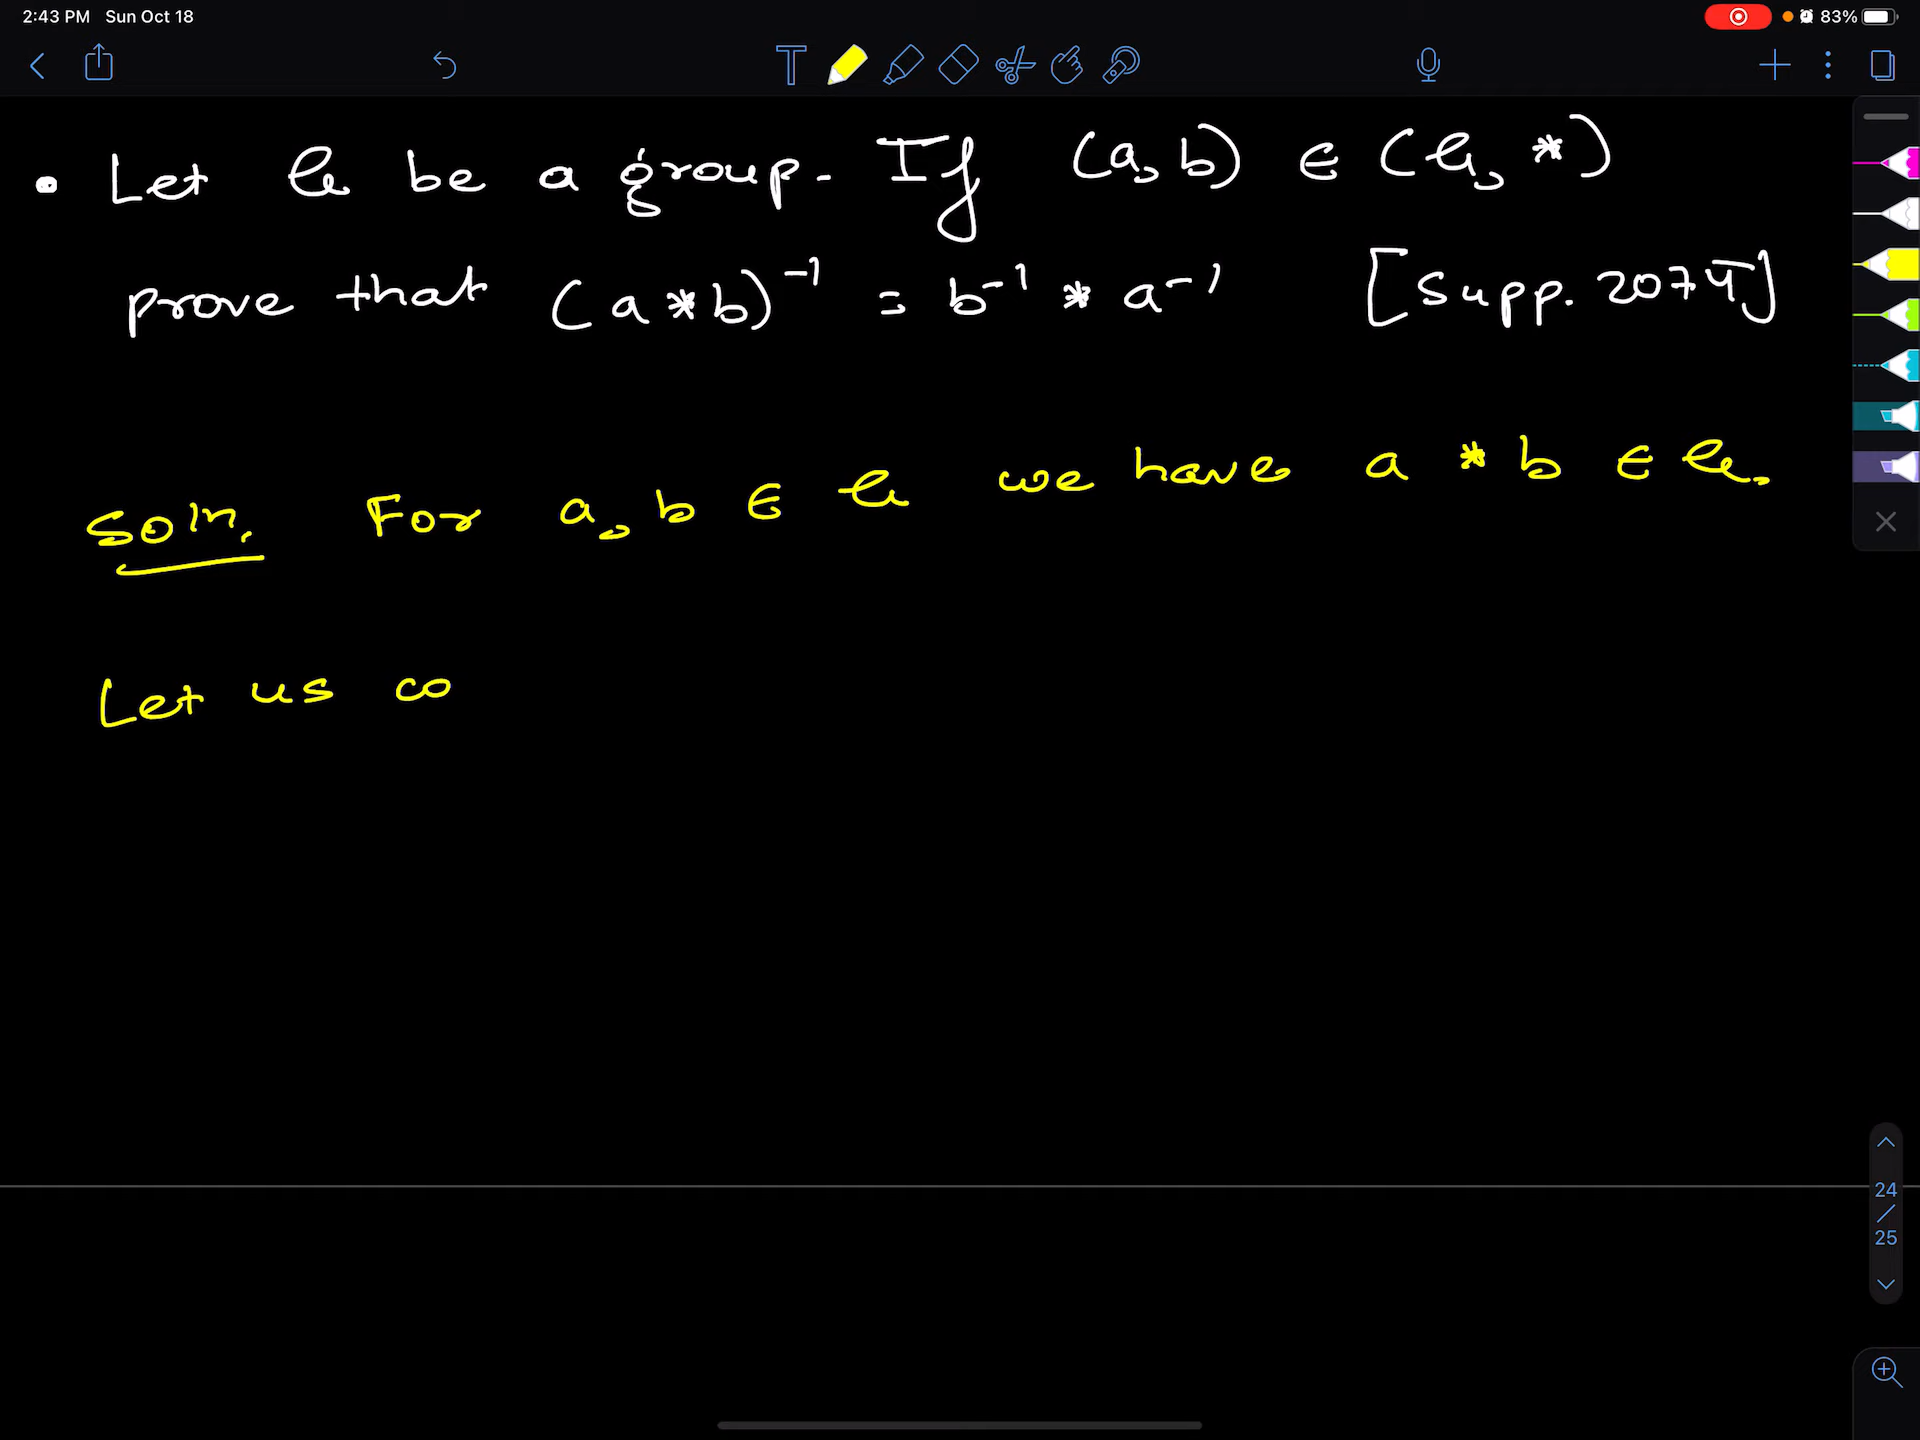 2:43 PM Sun Oct 18 83%
T
• Let G be a group. If (a, b) ∈ (G, *)
prove that (a * b)⁻¹ = b⁻¹ * a⁻¹ [Supp. 2074]
Soln. For a, b ∈ G we have a * b ∈ G.
Let us co
24
/
25